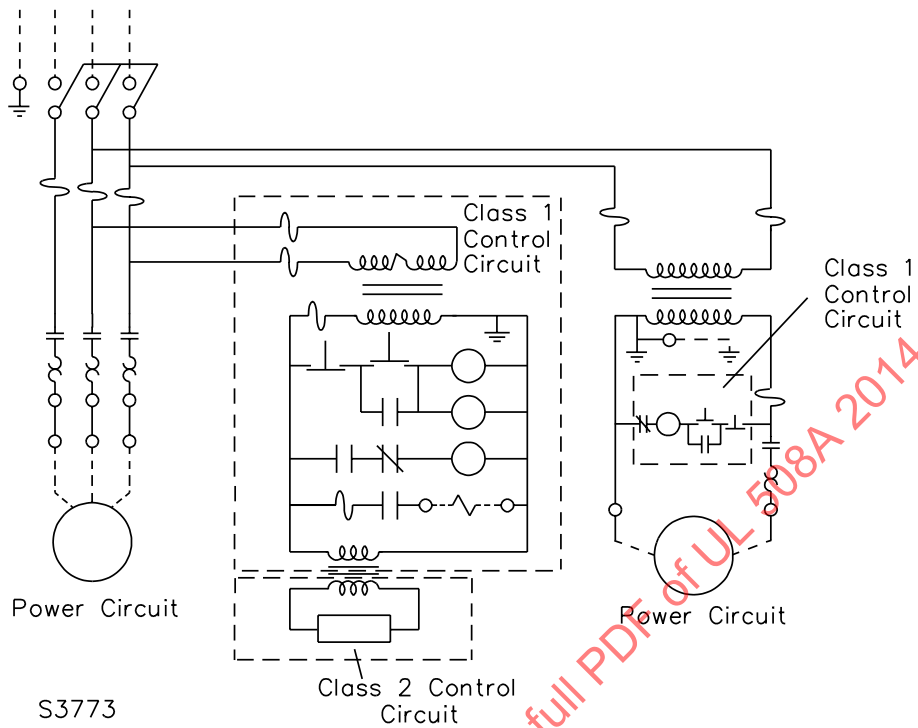 Class 1
Control
Circuit
Class 1
Control
Circuit
Power Circuit
Power Circuit
Class 2 Control
Circuit
S3773
full PDF of UL 508A 2014